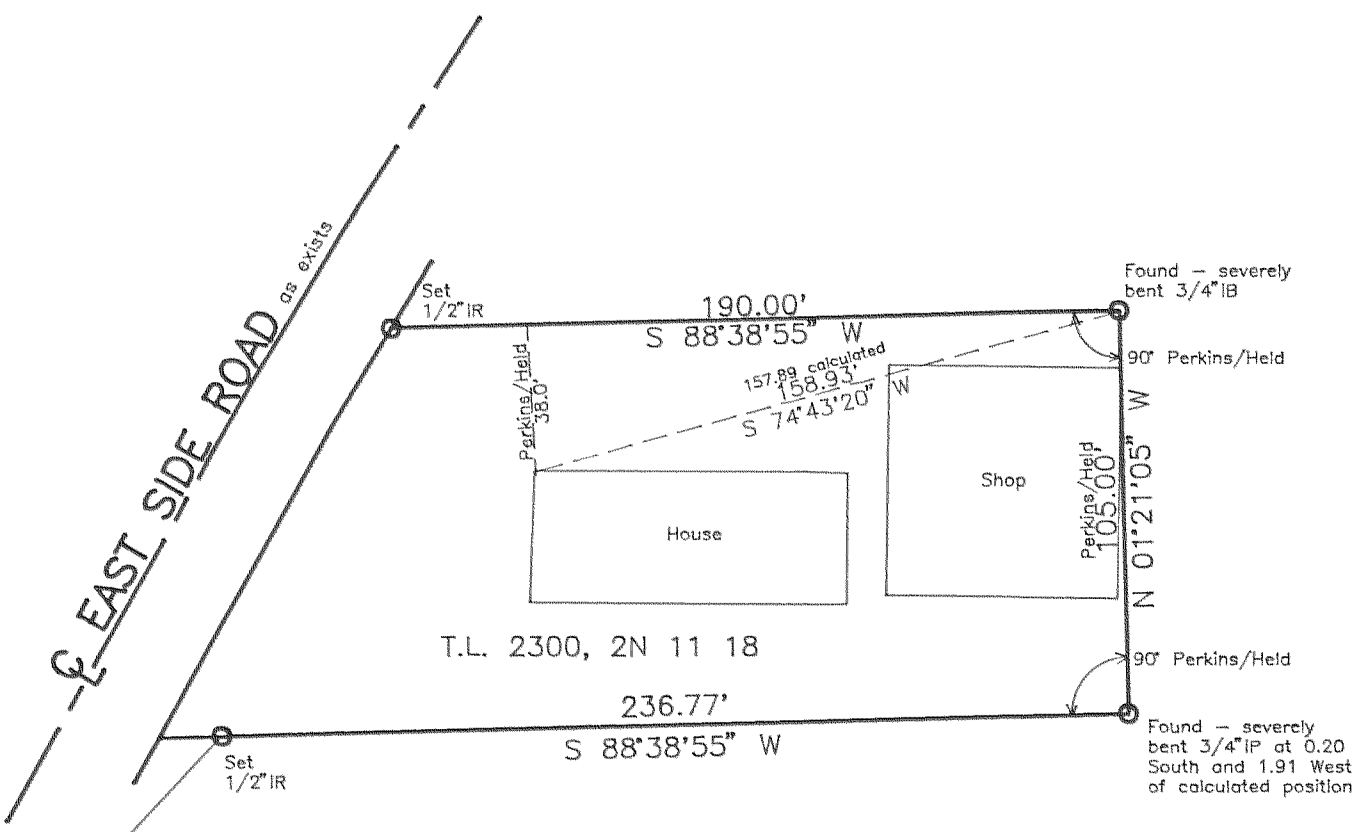 ℄ EAST SIDE ROAD as exists
Set
1/2"IR
190.00'
S 88°38'55" W
Found – severely
bent 3/4"IB
90° Perkins/Held
Perkins/Held
38.0'
157.89 calculated
158.93'
S 74°43'20" W
Shop
House
Perkins/Held
105.00'
N 01°21'05" W
T.L. 2300, 2N 11 18
90° Perkins/Held
236.77'
S 88°38'55" W
Set
1/2"IR
Found – severely
bent 3/4"IP at 0.20
South and 1.91 West
of calculated position